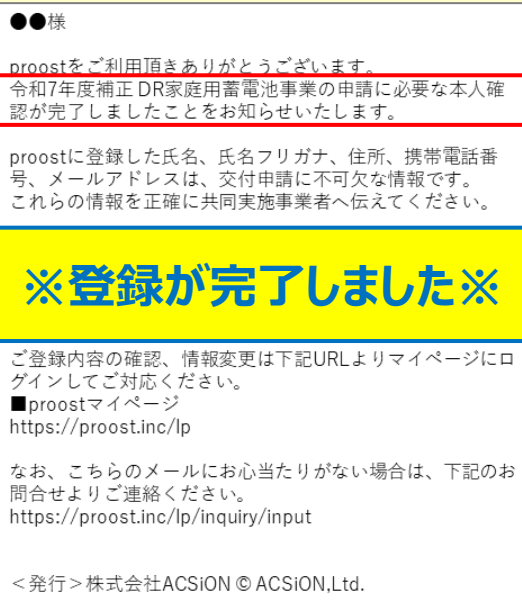 ●●様
proostをご利用頂きありがとうございます。
令和7年度補正 DR家庭用蓄電池事業の申請に必要な本人確
認が完了しましたことをお知らせいたします。
proostに登録した氏名、氏名フリガナ、住所、携帯電話番
号、メールアドレスは、交付申請に不可欠な情報です。
これらの情報を正確に共同実施事業者へ伝えてください。
※登録が完了しました※
ご登録内容の確認、情報変更は下記URLよりマイページにロ
グインしてご対応ください。
■proostマイページ
https://proost.inc/lp
なお、こちらのメールにお心当たりがない場合は、下記のお
問合せよりご連絡ください。
https://proost.inc/lp/inquiry/input
＜発行＞株式会社ACSiON © ACSiON,Ltd.